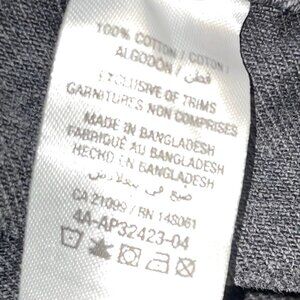 100% COTTON / COTON /
ALGODÓN / قطن
EXCLUSIVE OF TRIMS
GARNITURES NON COMPRISES
MADE IN BANGLADESH
FABRIQUÉ AU BANGLADESH
HECHO EN BANGLADESH
صنع في بنغلاديش
CA 21099 / RN 148061
4A-AP32423-04